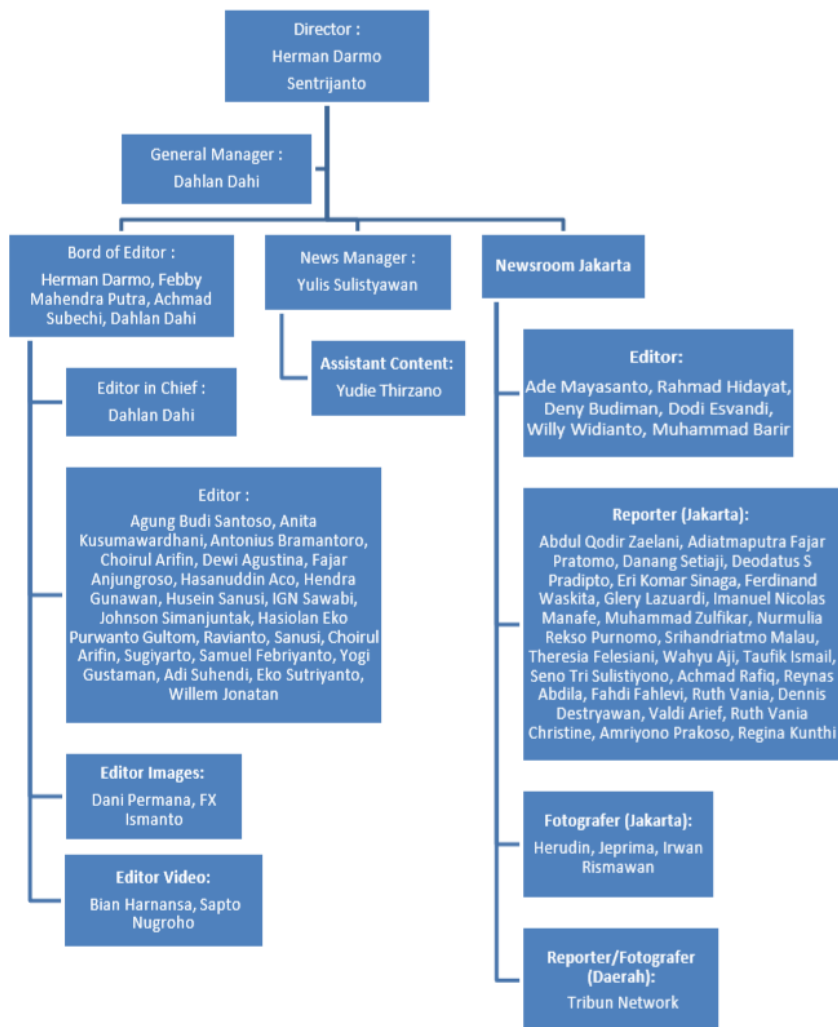 Director :
Herman Darmo
Sentrijanto
General Manager :
Dahlan Dahi
Bord of Editor :
Herman Darmo, Febby
Mahendra Putra, Achmad
Subechi, Dahlan Dahi
Editor in Chief :
Dahlan Dahi
Editor :
Agung Budi Santoso, Anita
Kusumawardhani, Antonius Bramantoro,
Choirul Arifin, Dewi Agustina, Fajar
Anjungroso, Hasanuddin Aco, Hendra
Gunawan, Husein Sanusi, IGN Sawabi,
Johnson Simanjuntak, Hasiolan Eko
Purwanto Gultom, Ravianto, Sanusi, Choirul
Arifin, Sugiyarto, Samuel Febriyanto, Yogi
Gustaman, Adi Suhendi, Eko Sutriyanto,
Willem Jonatan
Editor Images:
Dani Permana, FX
Ismanto
Editor Video:
Bian Harnansa, Sapto
Nugroho
News Manager :
Yulis Sulistyawan
Assistant Content:
Yudie Thirzano
Newsroom Jakarta
Editor:
Ade Mayasanto, Rahmad Hidayat,
Deny Budiman, Dodi Esvandi,
Willy Widianto, Muhammad Barir
Reporter (Jakarta):
Abdul Qodir Zaelani, Adiatmaputra Fajar
Pratomo, Danang Setiaji, Deodatus S
Pradipto, Eri Komar Sinaga, Ferdinand
Waskita, Glery Lazuardi, Imanuel Nicolas
Manafe, Muhammad Zulfikar, Nurmulia
Rekso Purnomo, Srihandriatmo Malau,
Theresia Felesiani, Wahyu Aji, Taufik Ismail,
Seno Tri Sulistiyono, Achmad Rafiq, Reynas
Abdila, Fahdi Fahlevi, Ruth Vania, Dennis
Destryawan, Valdi Arief, Ruth Vania
Christine, Amriyono Prakoso, Regina Kunthi
Fotografer (Jakarta):
Herudin, Jeprima, Irwan
Rismawan
Reporter/Fotografer
(Daerah):
Tribun Network